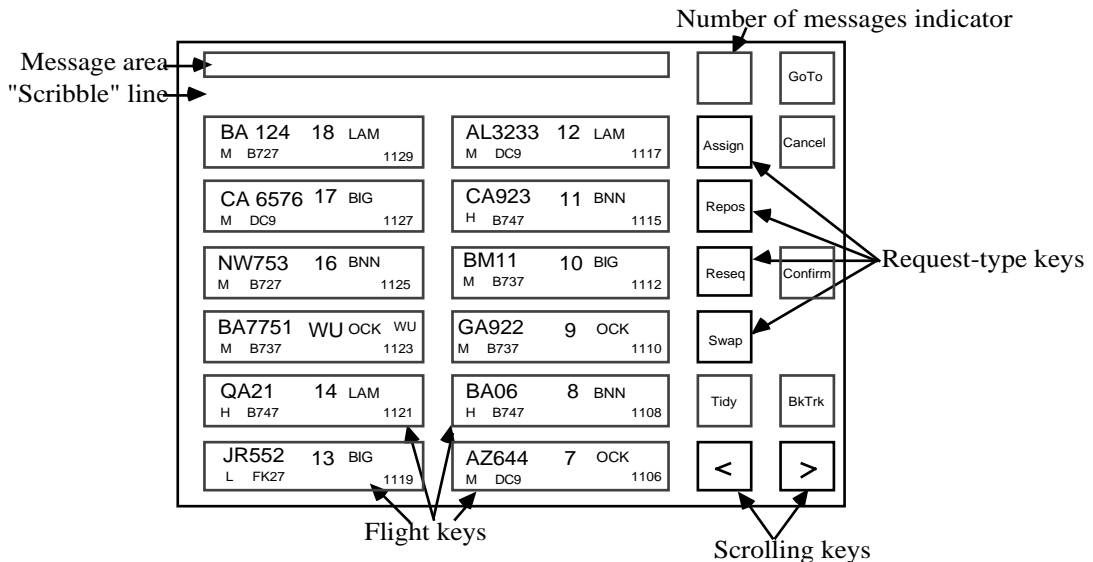 Number of messages indicator
Message area
"Scribble" line
GoTo
BA 124 18 LAM
M B727 1129
AL3233 12 LAM
M DC9 1117
Assign
Cancel
CA 6576 17 BIG
M DC9 1127
CA923 11 BNN
H B747 1115
Repos
NW753 16 BNN
M B727 1125
BM11 10 BIG
M B737 1112
Reseq
Confirm
Request-type keys
BA7751 WU OCK WU
M B737 1123
GA922 9 OCK
M B737 1110
Swap
QA21 14 LAM
H B747 1121
BA06 8 BNN
H B747 1108
Tidy
BkTrk
JR552 13 BIG
L FK27 1119
AZ644 7 OCK
M DC9 1106
<
>
Flight keys
Scrolling keys